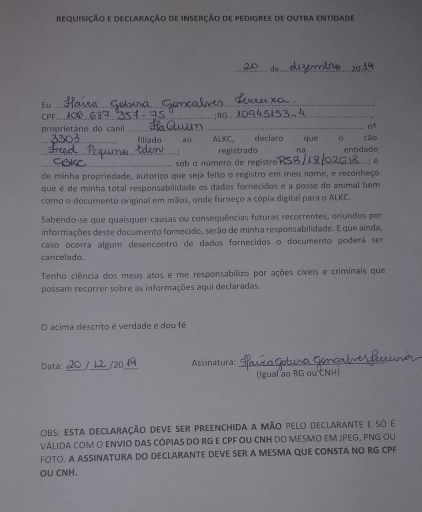 REQUISIÇÃO E DECLARAÇÃO DE INSERÇÃO DE PEDIGREE DE OUTRA ENTIDADE
20 de dezembro 2019
Eu Flávia Gonçalves Ferreira
CPF 106 637 357-75 ;RG 10945153-4
proprietário do canil FlaQuem nº
3303, filiado ao ALKC, declaro que o cão
Fred Pequeno Eden ; registrado na entidade
CBKC sob o número de registro RSB/18/02618; é
de minha propriedade, autorizo que seja feito o registro em meu nome, e reconheço
que é de minha total responsabilidade os dados fornecidos e a posse do animal bem
como o documento original em mãos, onde forneço a cópia digital para o ALKC.
Sabendo-se que quaisquer causas ou consequências futuras recorrentes, oriundos por
informações deste documento fornecido, serão de minha responsabilidade. E que ainda,
caso ocorra algum desencontro de dados fornecidos o documento poderá ser
cancelado.
Tenho ciência dos meus atos e me responsabilizo por ações cíveis e criminais que
possam recorrer sobre as informações aqui declaradas.
O acima descrito é verdade e dou fé
Data: 20 / 12 /2019 Assinatura: Flávia Gonçalves Ferreira
(Igual ao RG ou CNH)
OBS: ESTA DECLARAÇÃO DEVE SER PREENCHIDA A MÃO PELO DECLARANTE E SÓ É
VÁLIDA COM O ENVIO DAS CÓPIAS DO RG E CPF OU CNH DO MESMO EM JPEG, PNG OU
FOTO. A ASSINATURA DO DECLARANTE DEVE SER A MESMA QUE CONSTA NO RG CPF
OU CNH.